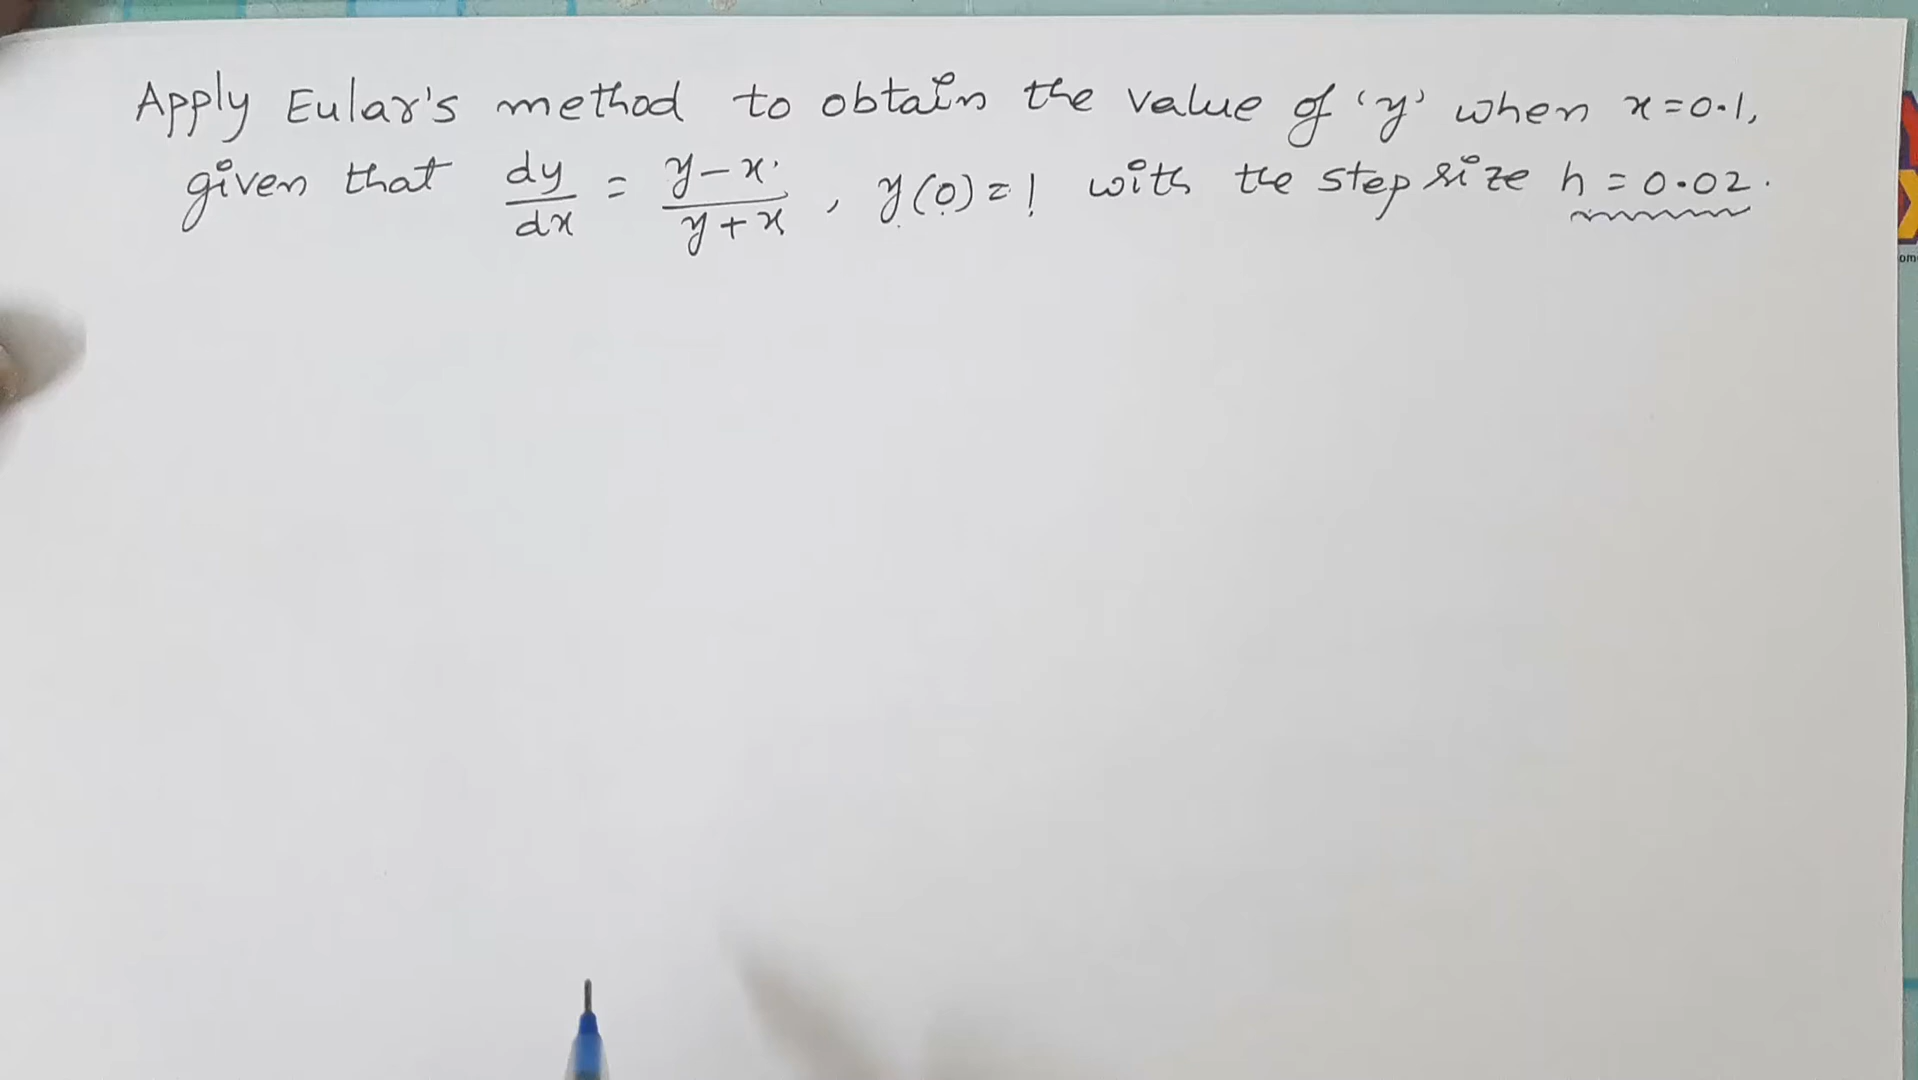 Apply Eular's method to obtain the value of 'y' when x=0.1,
given that dy/dx = y-x/y+x, y(0)=1 with the step size h=0.02.
om